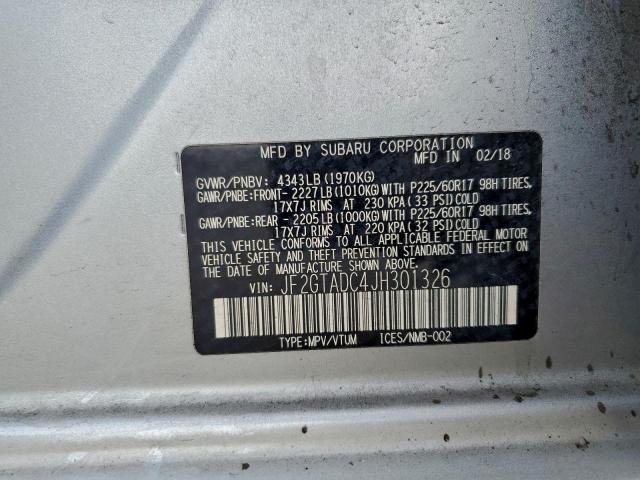 MFD BY SUBARU CORPORATION
MFD. IN 02/18
GVWR/PNBV: 4343LB (1970KG)
GAWR/PNBE:FRONT- 2227LB (1010KG) WITH P225/60R17 98H TIRES,
17X7J RIMS AT 230 KPA (33 PSI) COLD
GAWR/PNBE:REAR - 2205LB (1000KG) WITH P225/60R17 98H TIRES,
17X7J RIMS AT 220 KPA (32 PSI) COLD
THIS VEHICLE CONFORMS TO ALL APPLICABLE FEDERAL MOTOR
VEHICLE SAFETY AND THEFT PREVENTION STANDARDS IN EFFECT ON
THE DATE OF MANUFACTURE SHOWN ABOVE.
VIN: JF2GTADC4JH301326
TYPE:MPV/VTUM ICES/NMB-002